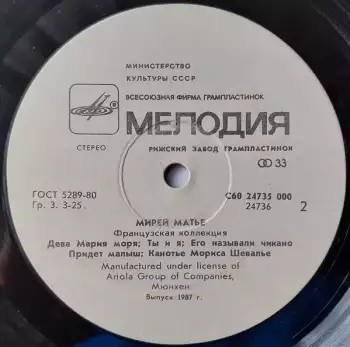 МИНИСТЕРСТВО
КУЛЬТУРЫ СССР
ВСЕСОЮЗНАЯ ФИРМА ГРАМПЛАСТИНОК
МЕЛОДИЯ
СТЕРЕО
РИЖСКИЙ ЗАВОД ГРАМПЛАСТИНОК
33
ГОСТ 5289-80
Гр. 3. 3-25.
С60 24735 000
24736
2
МИРЕЙ МАТЬЕ
Французская коллекция
Дева Мария моря; Ты и я; Его называли чикано
Придет малыш; Каноtье Мориса Шевалье
Manufactured under license of
Ariola Group of Companies,
Мюнхен.
Выпуск 1987 г.